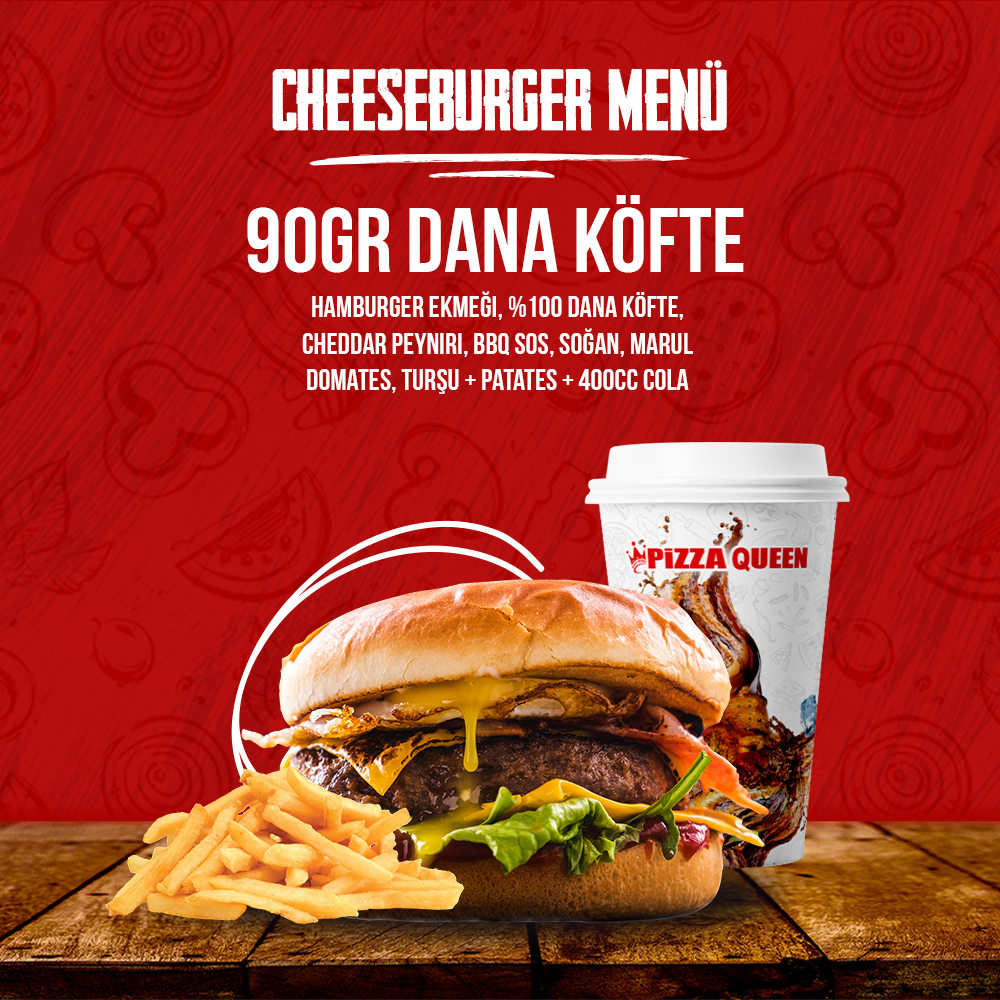 CHEESEBURGER MENÜ
90GR DANA KÖFTE
HAMBURGER EKMEĞI, %100 DANA KÖFTE,
CHEDDAR PEYNIRI, BBQ SOS, SOĞAN, MARUL
DOMATES, TURŞU + PATATES + 400CC COLA
PiZZA QUEEN